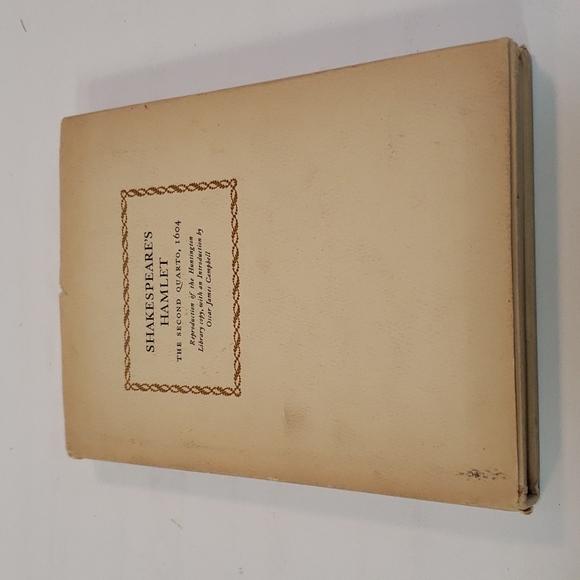 SHAKESPEARE'S
HAMLET
THE SECOND QUARTO, 1604
Reproduction of the Huntington
Library copy, with an Introduction by
Oscar James Campbell